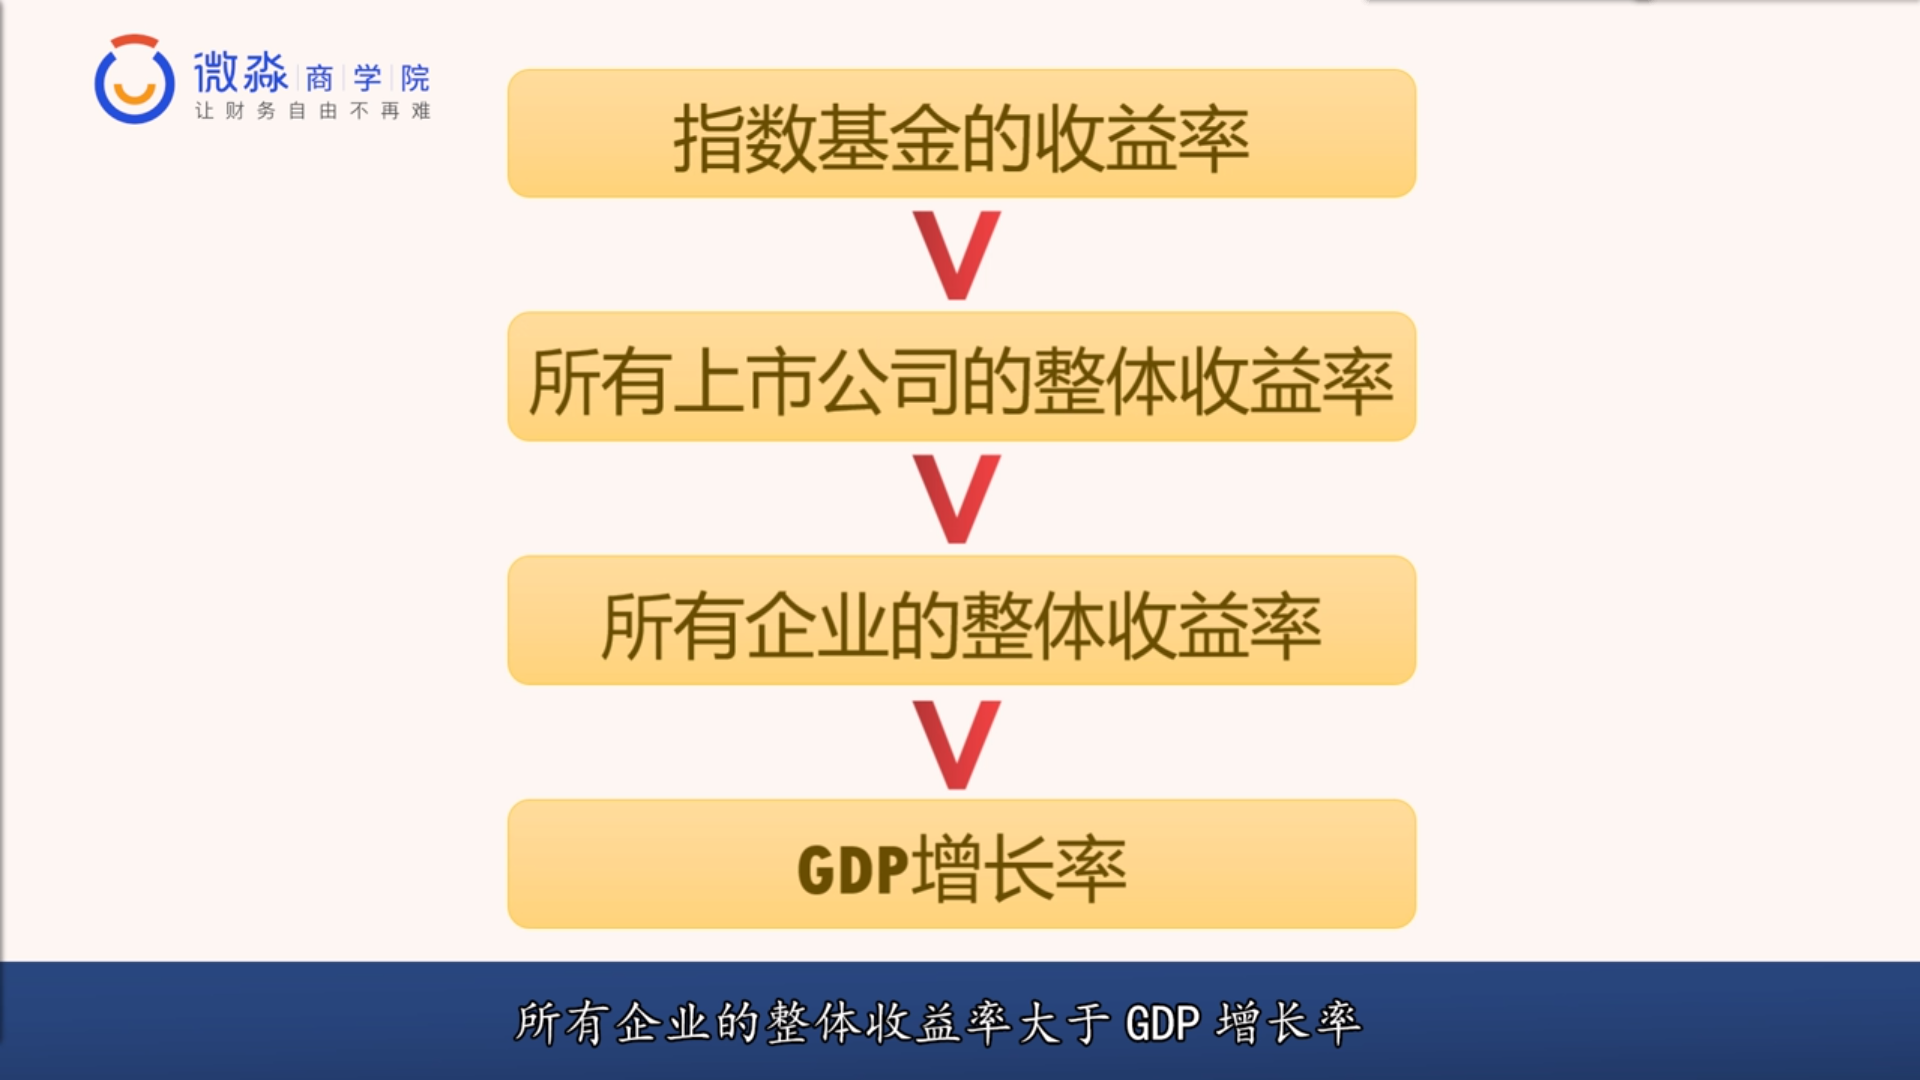 微淼商学院
让财务自由不再难
指数基金的收益率
V
所有上市公司的整体收益率
V
所有企业的整体收益率
V
GDP增长率
所有企业的整体收益率大于 GDP 增长率